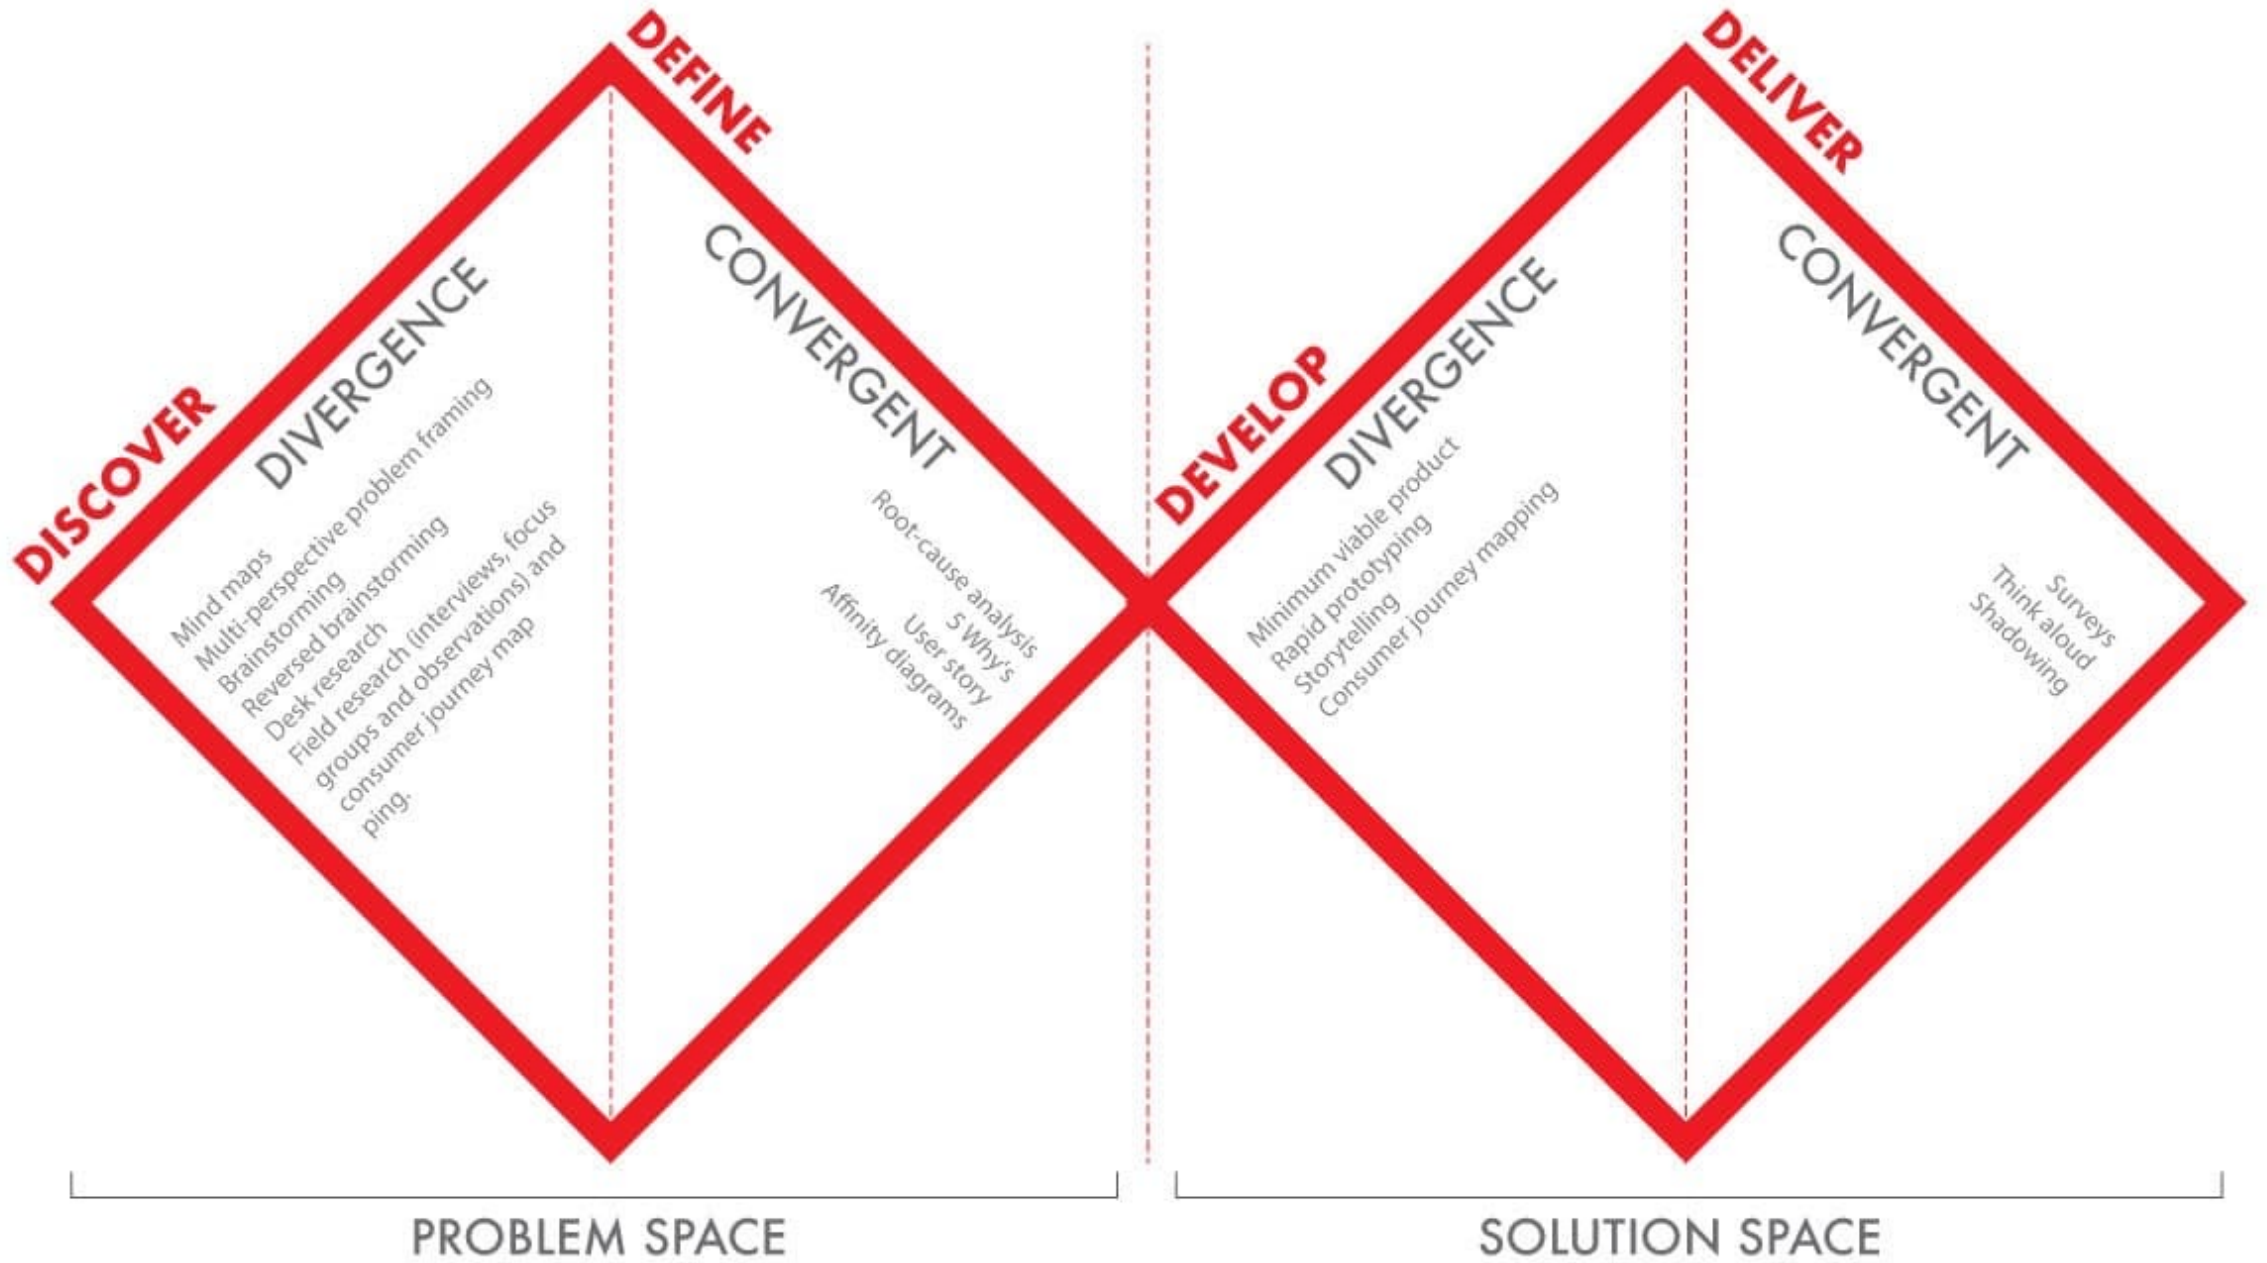 DISCOVER
DIVERGENCE
Mind maps
Multi-perspective problem framing
Brainstorming
Reversed brainstorming
Desk research
Field research (interviews, focus
groups and observations) and
consumer journey map
ping.
DEFINE
CONVERGENT
Root-cause analysis
5 Why's
User story
Affinity diagrams
DEVELOP
DIVERGENCE
Minimum viable product
Rapid prototyping
Storytelling
Consumer journey mapping
DELIVER
CONVERGENT
Surveys
Think aloud
Shadowing
PROBLEM SPACE
SOLUTION SPACE